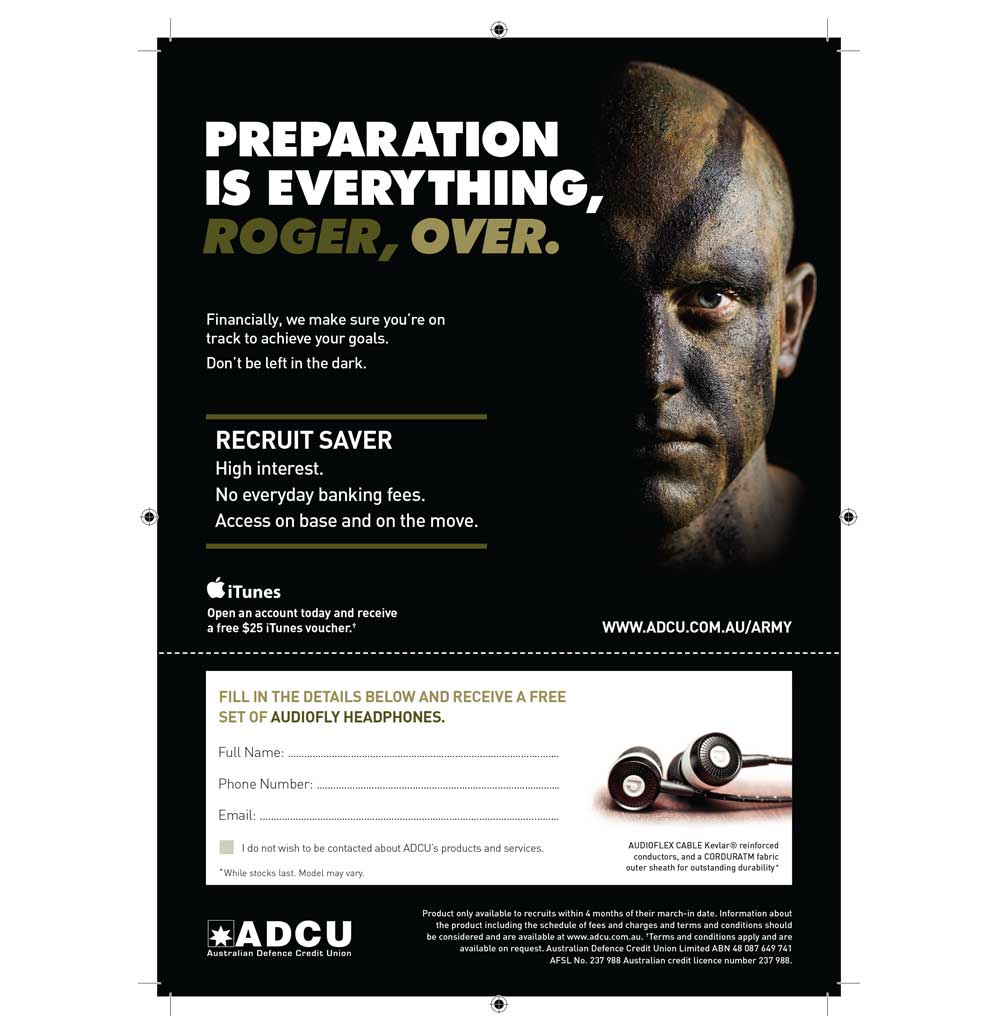 PREPARATION
IS EVERYTHING,
ROGER, OVER.
Financially, we make sure you're on
track to achieve your goals.
Don't be left in the dark.
RECRUIT SAVER
High interest.
No everyday banking fees.
Access on base and on the move.
iTunes
Open an account today and receive
a free $25 iTunes voucher.†
WWW.ADCU.COM.AU/ARMY
FILL IN THE DETAILS BELOW AND RECEIVE A FREE
SET OF AUDIOFLY HEADPHONES.
Full Name:
Phone Number:
Email:
I do not wish to be contacted about ADCU's products and services.
*While stocks last. Model may vary.
AUDIOFLEX CABLE Kevlar® reinforced
conductors, and a CORDURATM fabric
outer sheath for outstanding durability*
ADCU
Australian Defence Credit Union
Product only available to recruits within 4 months of their march-in date. Information about
the product including the schedule of fees and charges and terms and conditions should
be considered and are available at www.adcu.com.au. †Terms and conditions apply and are
available on request. Australian Defence Credit Union Limited ABN 48 087 649 741
AFSL No. 237 988 Australian credit licence number 237 988.